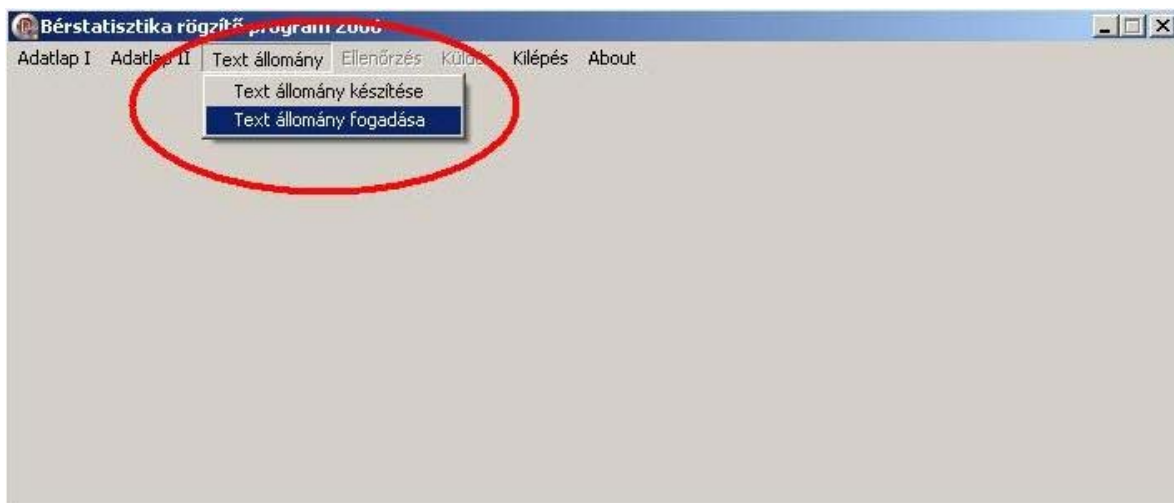 Bérstatisztika rögzítő program 2006
Adatlap I Adatlap II Text állomány Ellenőrzés Küldés Kilépés About
Text állomány készítése
Text állomány fogadása